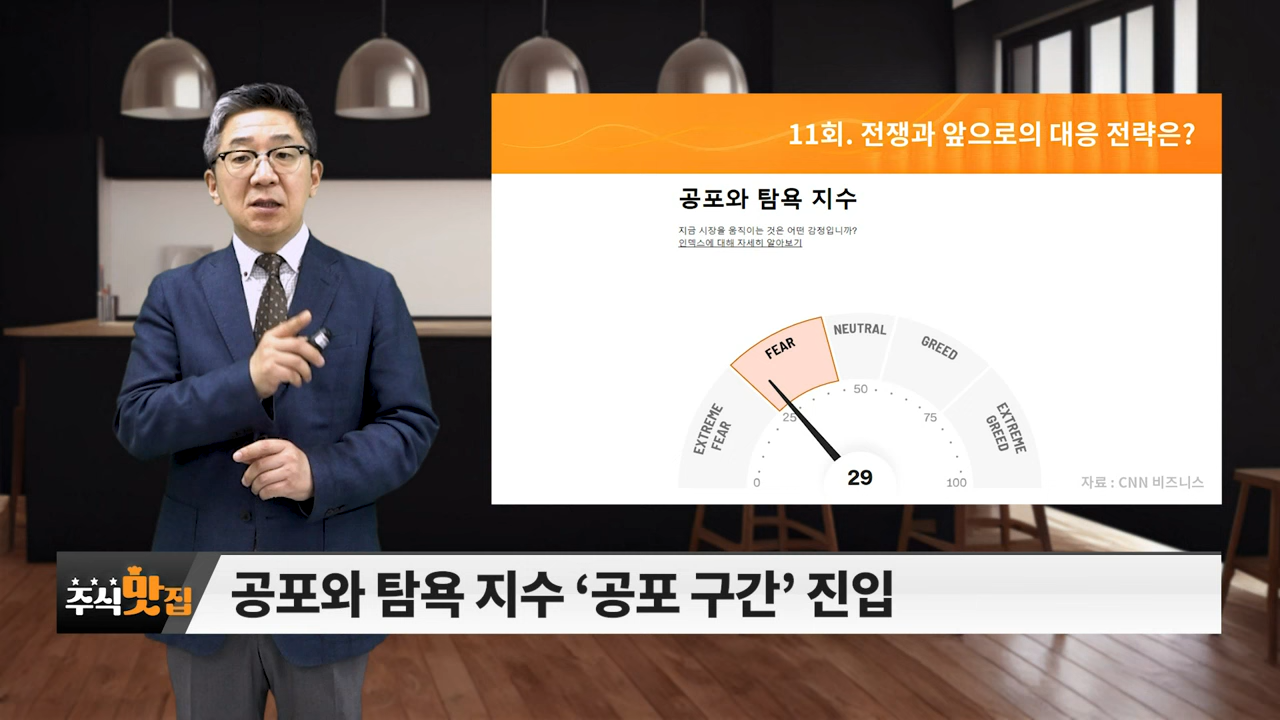 11회. 전쟁과 앞으로의 대응 전략은?
공포와 탐욕 지수
지금 시장을 움직이는 것은 어떤 감정입니까?
인덱스에 대해 자세히 알아보기
EXTREME
FEAR
FEAR
NEUTRAL
GREED
EXTREME
GREED
0
25
50
75
100
29
자료 : CNN 비즈니스
주식맛집
공포와 탐욕 지수 ‘공포 구간’ 진입